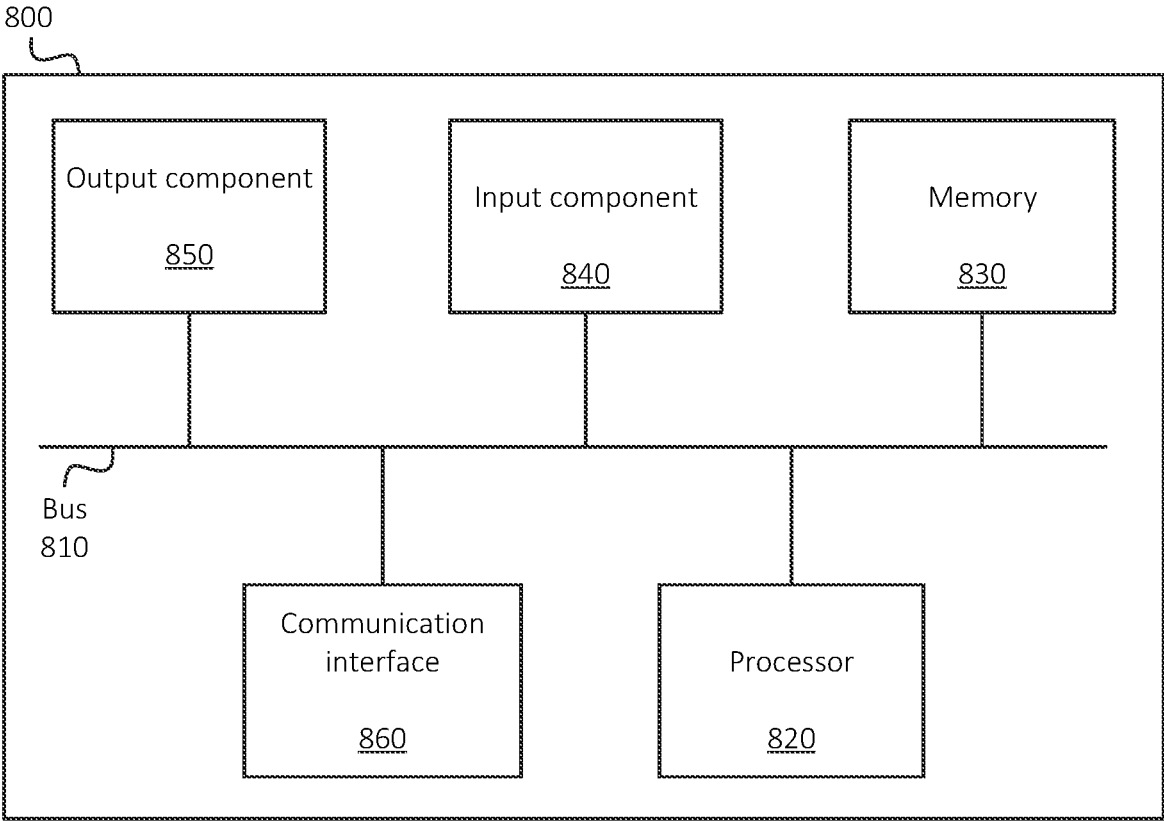 800
Output component
850
Input component
840
Memory
830
Bus
810
Communication
interface
860
Processor
820